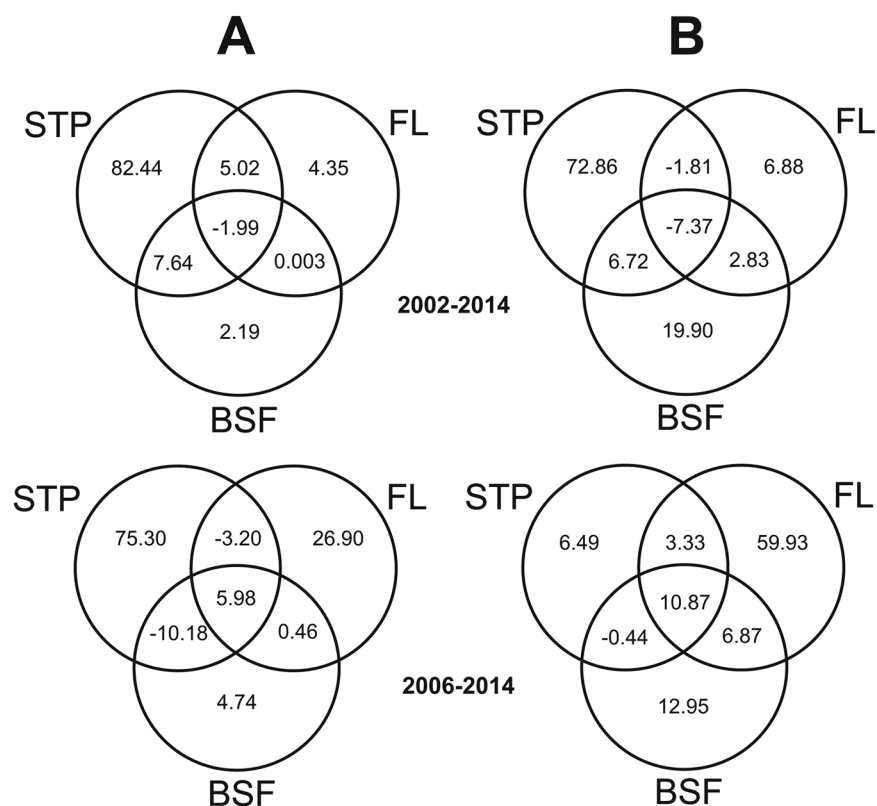 A
B
STP
FL
82.44
5.02
4.35
-1.99
7.64
0.003
2.19
BSF
STP
FL
72.86
-1.81
6.88
-7.37
6.72
2.83
19.90
BSF
2002-2014
STP
FL
75.30
-3.20
26.90
5.98
-10.18
0.46
4.74
BSF
STP
FL
6.49
3.33
59.93
10.87
-0.44
6.87
12.95
BSF
2006-2014